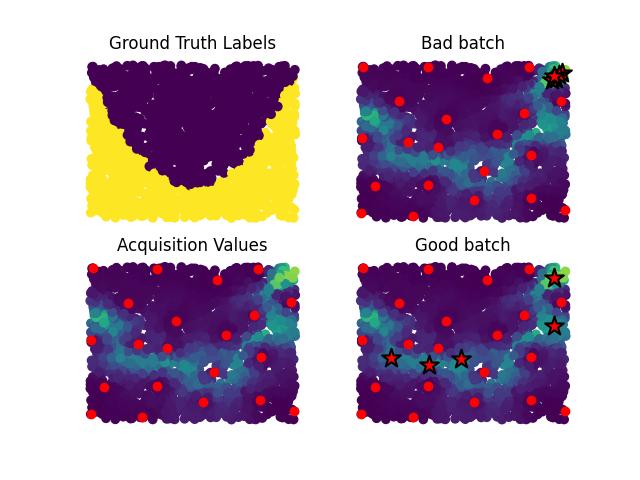 Ground Truth Labels
Bad batch
Acquisition Values
Good batch